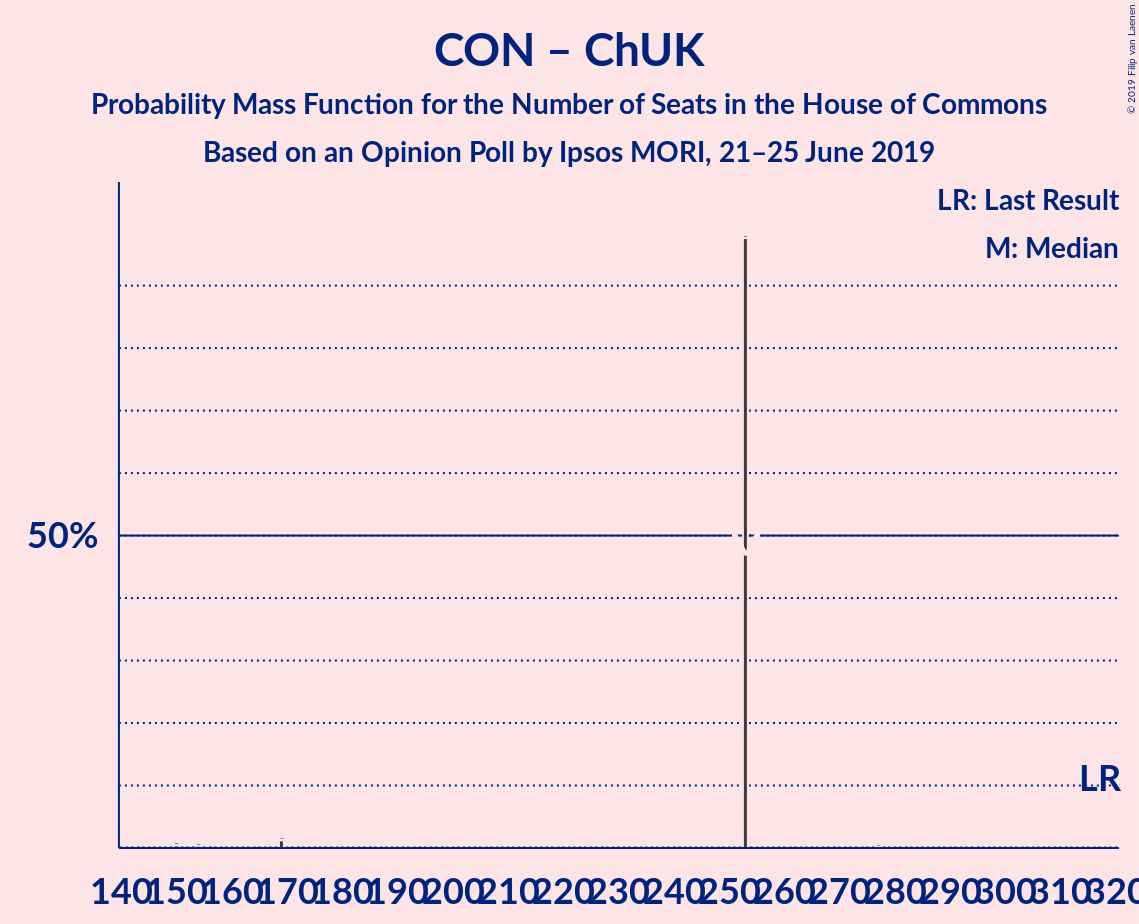 CON – ChUK
Probability Mass Function for the Number of Seats in the House of Commons
Based on an Opinion Poll by Ipsos MORI, 21–25 June 2019
© 2019 Filip van Laenen
LR: Last Result
M: Median
50%
LR
140 150 160 170 180 190 200 210 220 230 240 250 260 270 280 290 300 310 320